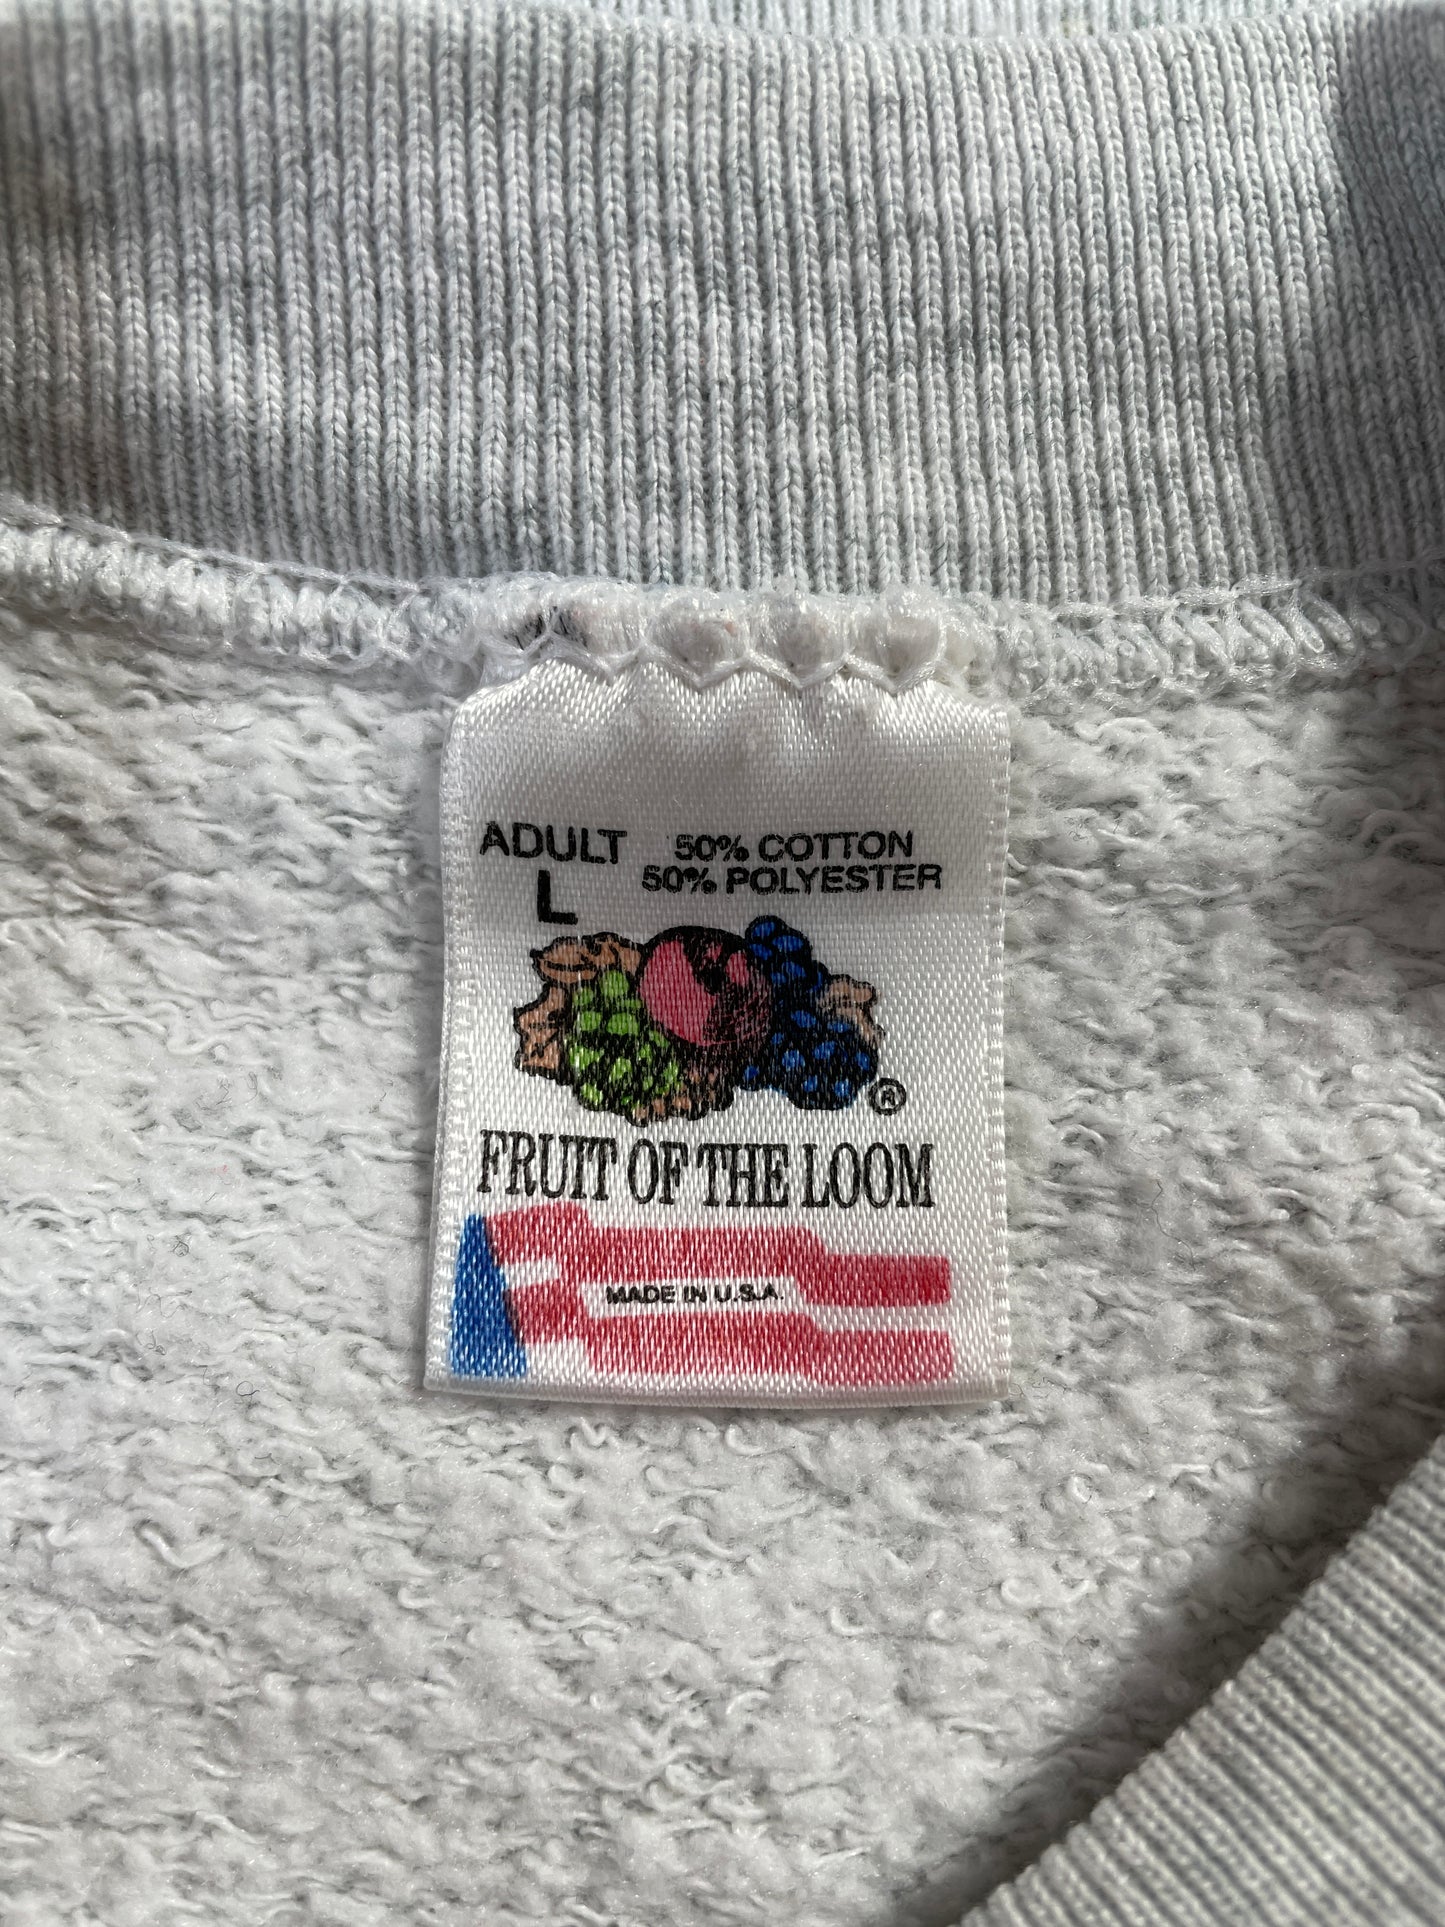 ADULT 50% COTTON
L 50% POLYESTER
®
FRUIT OF THE LOOM
MADE IN U.S.A.